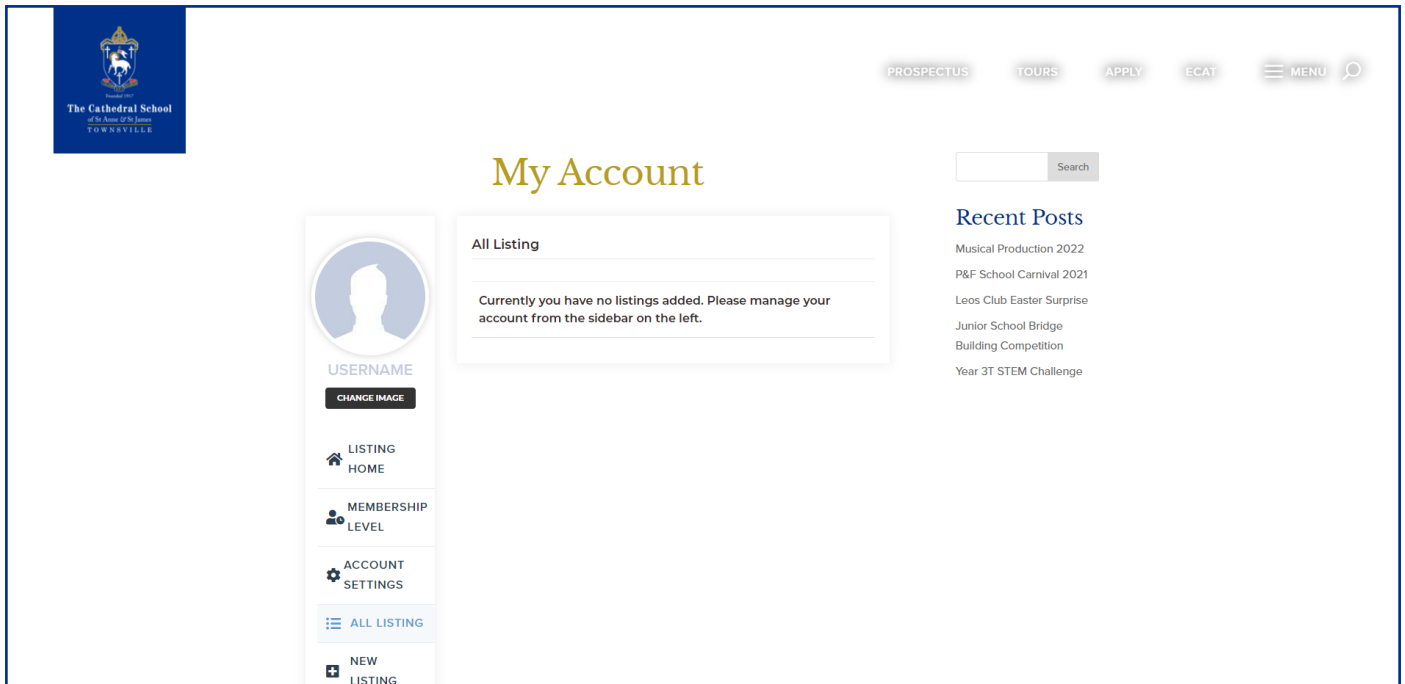 Founded 1917
The Cathedral School
of St Anne & St James
TOWNSVILLE
PROSPECTUS TOURS APPLY ECAT MENU
My Account
Search
Recent Posts
Musical Production 2022
P&F School Carnival 2021
Leos Club Easter Surprise
Junior School Bridge
Building Competition
Year 3T STEM Challenge
All Listing
Currently you have no listings added. Please manage your
account from the sidebar on the left.
USERNAME
CHANGE IMAGE
LISTING
HOME
MEMBERSHIP
LEVEL
ACCOUNT
SETTINGS
ALL LISTING
NEW
LISTING